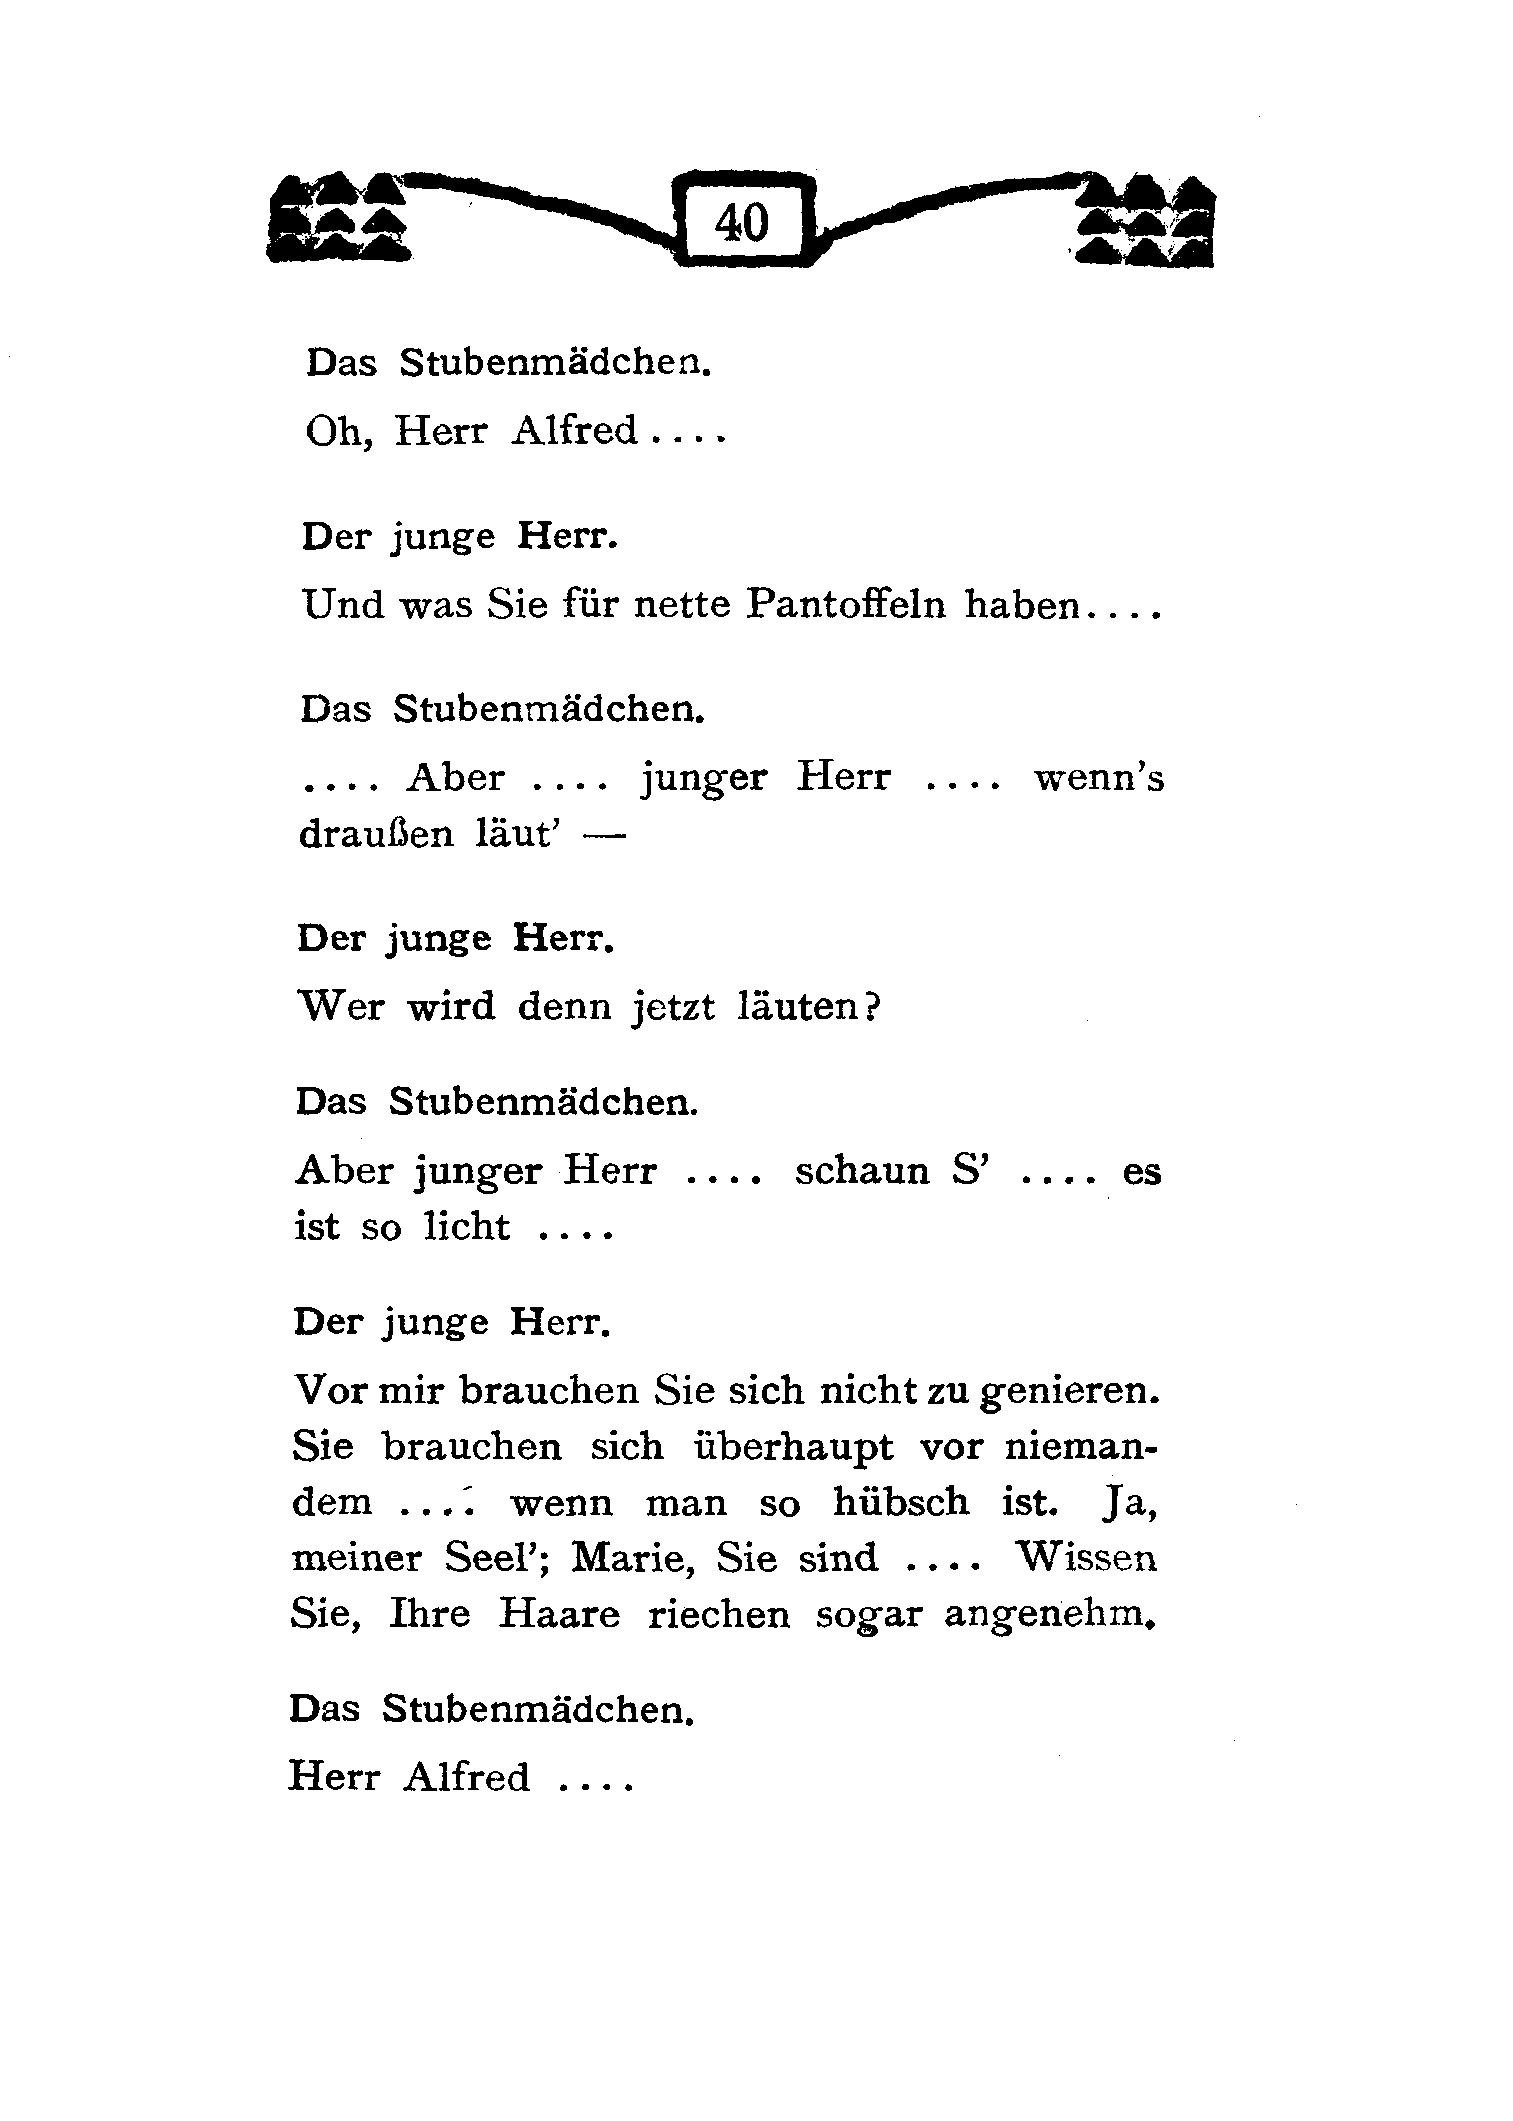 40
Das Stubenmädchen.
Oh, Herr Alfred ....
Der junge Herr.
Und was Sie für nette Pantoffeln haben....
Das Stubenmädchen.
.... Aber .... junger Herr .... wenn's
draußen läut' —
Der junge Herr.
Wer wird denn jetzt läuten?
Das Stubenmädchen.
Aber junger Herr .... schaun S' .... es
ist so licht ....
Der junge Herr.
Vor mir brauchen Sie sich nicht zu genieren.
Sie brauchen sich überhaupt vor nieman-
dem .... wenn man so hübsch ist. Ja,
meiner Seel'; Marie, Sie sind .... Wissen
Sie, Ihre Haare riechen sogar angenehm.
Das Stubenmädchen.
Herr Alfred ....